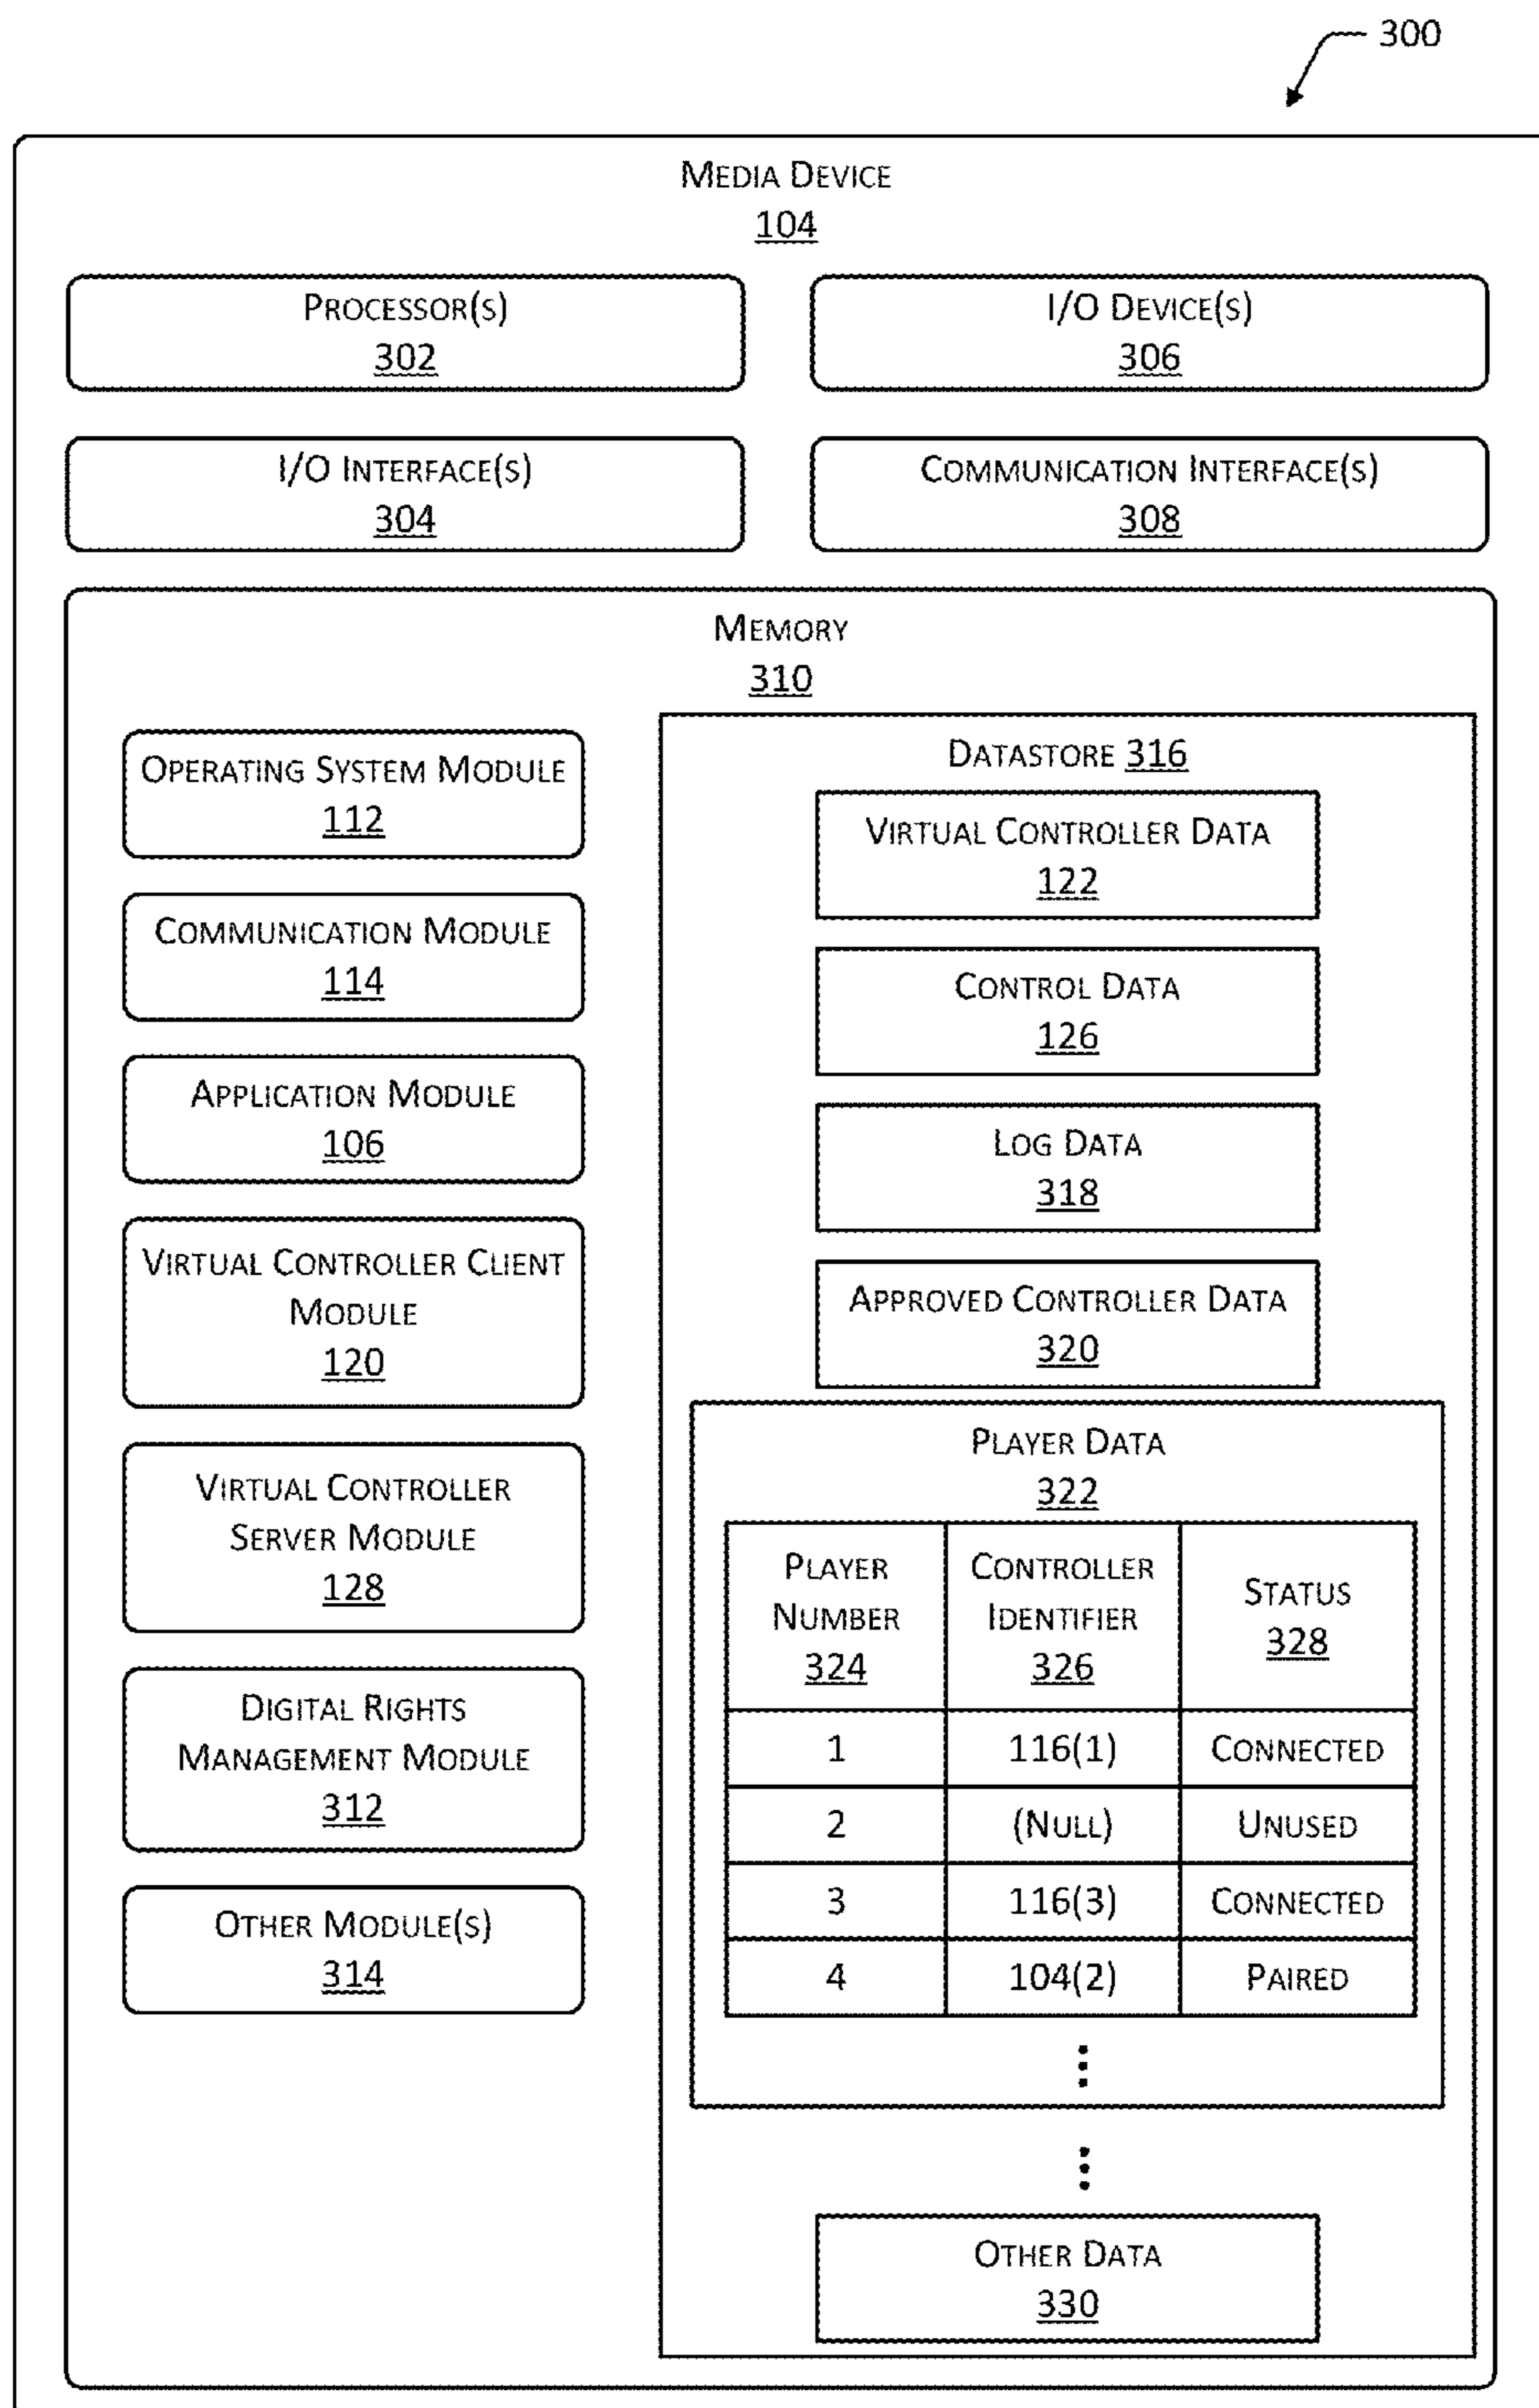 300
MEDIA DEVICE
104
PROCESSOR(S)
302
I/O DEVICE(S)
306
I/O INTERFACE(S)
304
COMMUNICATION INTERFACE(S)
308
MEMORY
310
OPERATING SYSTEM MODULE
112
COMMUNICATION MODULE
114
APPLICATION MODULE
106
VIRTUAL CONTROLLER CLIENT
MODULE
120
VIRTUAL CONTROLLER
SERVER MODULE
128
DIGITAL RIGHTS
MANAGEMENT MODULE
312
OTHER MODULE(S)
314
DATASTORE 316
VIRTUAL CONTROLLER DATA
122
CONTROL DATA
126
LOG DATA
318
APPROVED CONTROLLER DATA
320
PLAYER DATA
322
PLAYER
NUMBER
324
CONTROLLER
IDENTIFIER
326
STATUS
328
1 116(1) CONNECTED
2 (NULL) UNUSED
3 116(3) CONNECTED
4 104(2) PAIRED
OTHER DATA
330